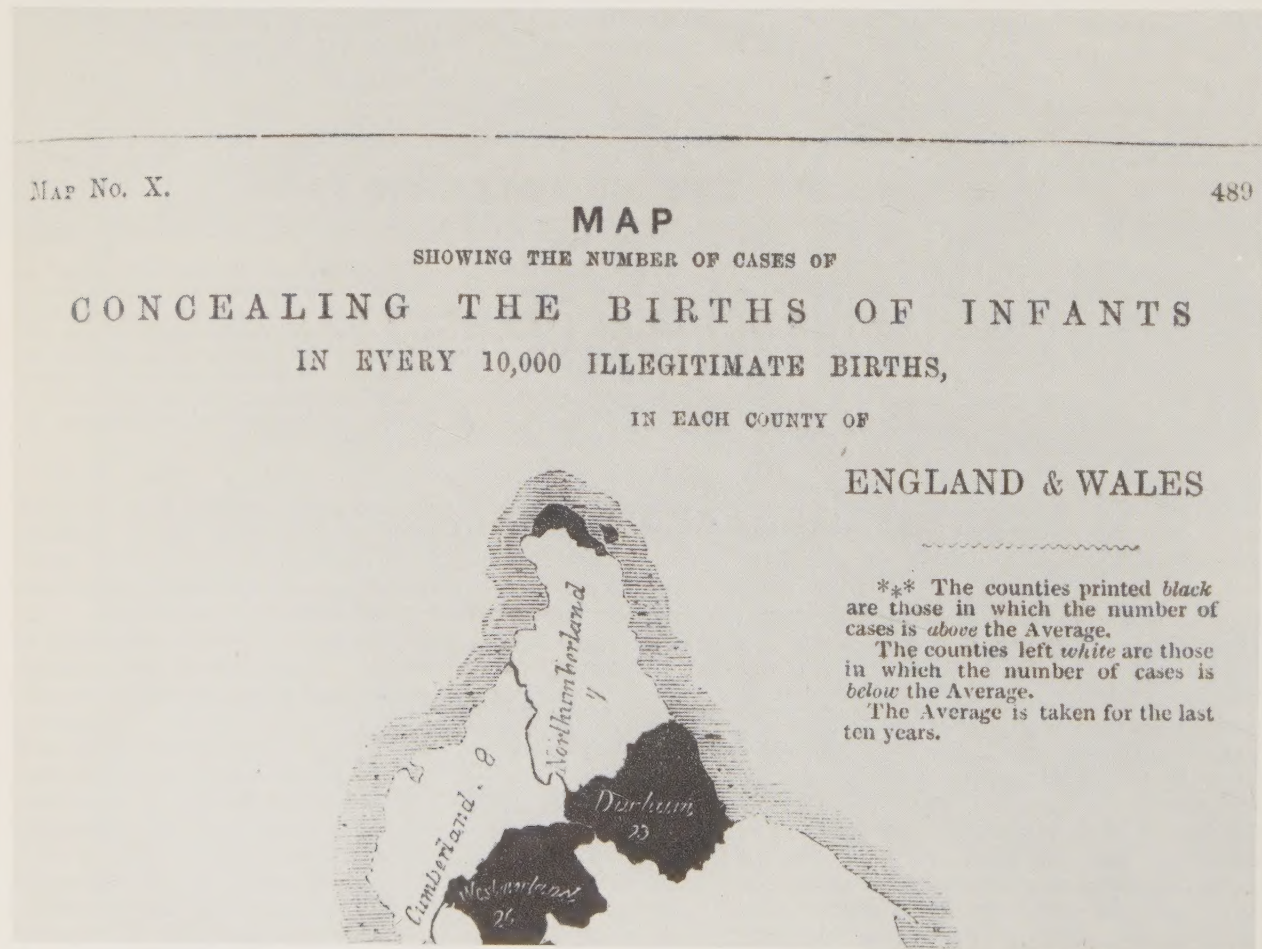 MAP NO. X.
489
MAP
SHOWING THE NUMBER OF CASES OF
CONCEALING THE BIRTHS OF INFANTS
IN EVERY 10,000 ILLEGITIMATE BIRTHS,
IN EACH COUNTY OF
ENGLAND & WALES
*** The counties printed black
are those in which the number of
cases is above the Average.
The counties left white are those
in which the number of cases is
below the Average.
The Average is taken for the last
ten years.
Northumberland
Cumberland. 8
Durham
23
Westmorland